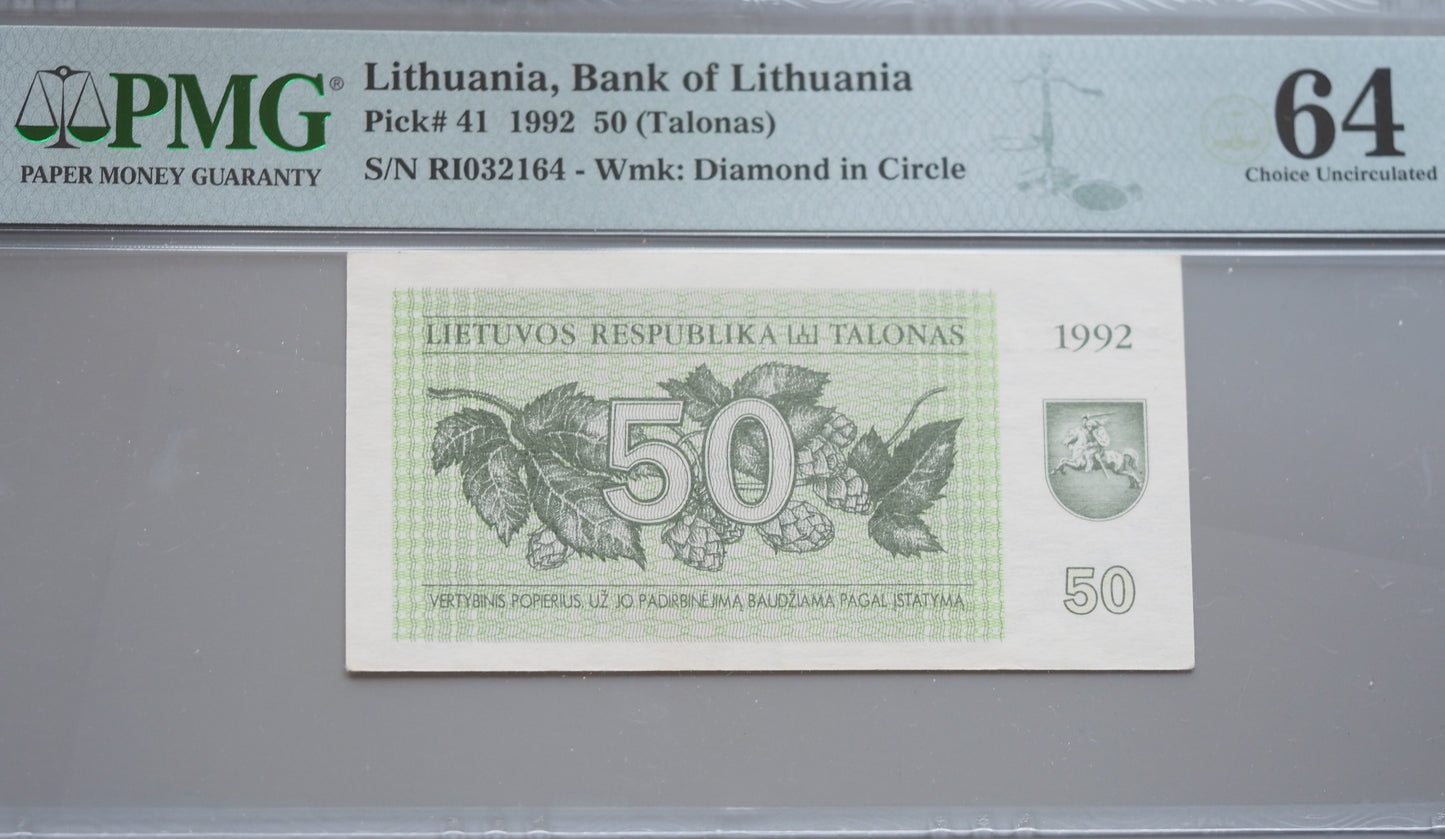 PMG®
PAPER MONEY GUARANTY
Lithuania, Bank of Lithuania
Pick# 41 1992 50 (Talonas)
S/N RI032164 - Wmk: Diamond in Circle
64
Choice Uncirculated
LIETUVOS RESPUBLIKA TALONAS
1992
50
VERTYBINIS POPIERIUS, UŽ JO PADIRBINĖJIMĄ BAUDŽIAMA PAGAL ĮSTATYMĄ
50